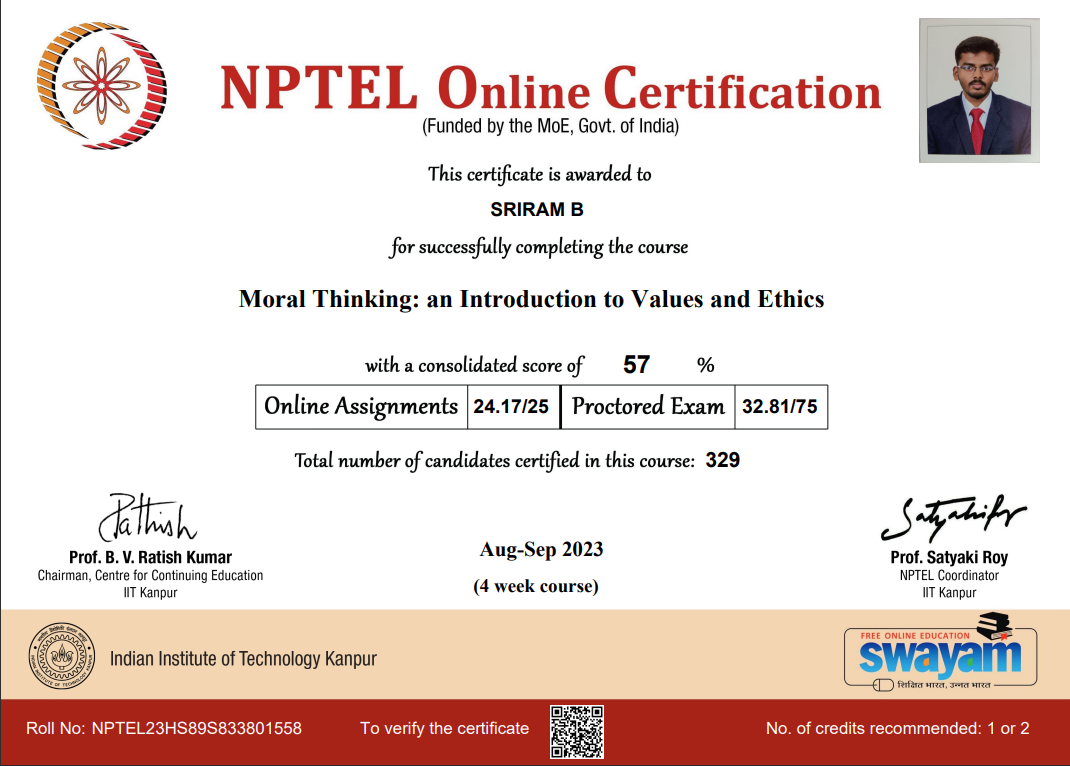 NPTEL Online Certification
(Funded by the MoE, Govt. of India)
This certificate is awarded to
SRIRAM B
for successfully completing the course
Moral Thinking: an Introduction to Values and Ethics
with a consolidated score of 57 %
Online Assignments 24.17/25 Proctored Exam 32.81/75
Total number of candidates certified in this course: 329
Prof. B. V. Ratish Kumar
Chairman, Centre for Continuing Education
IIT Kanpur
Aug-Sep 2023
(4 week course)
Prof. Satyaki Roy
NPTEL Coordinator
IIT Kanpur
Indian Institute of Technology Kanpur
FREE ONLINE EDUCATION
swayam
शिक्षित भारत, उन्नत भारत
Roll No: NPTEL23HS89S833801558
To verify the certificate
No. of credits recommended: 1 or 2